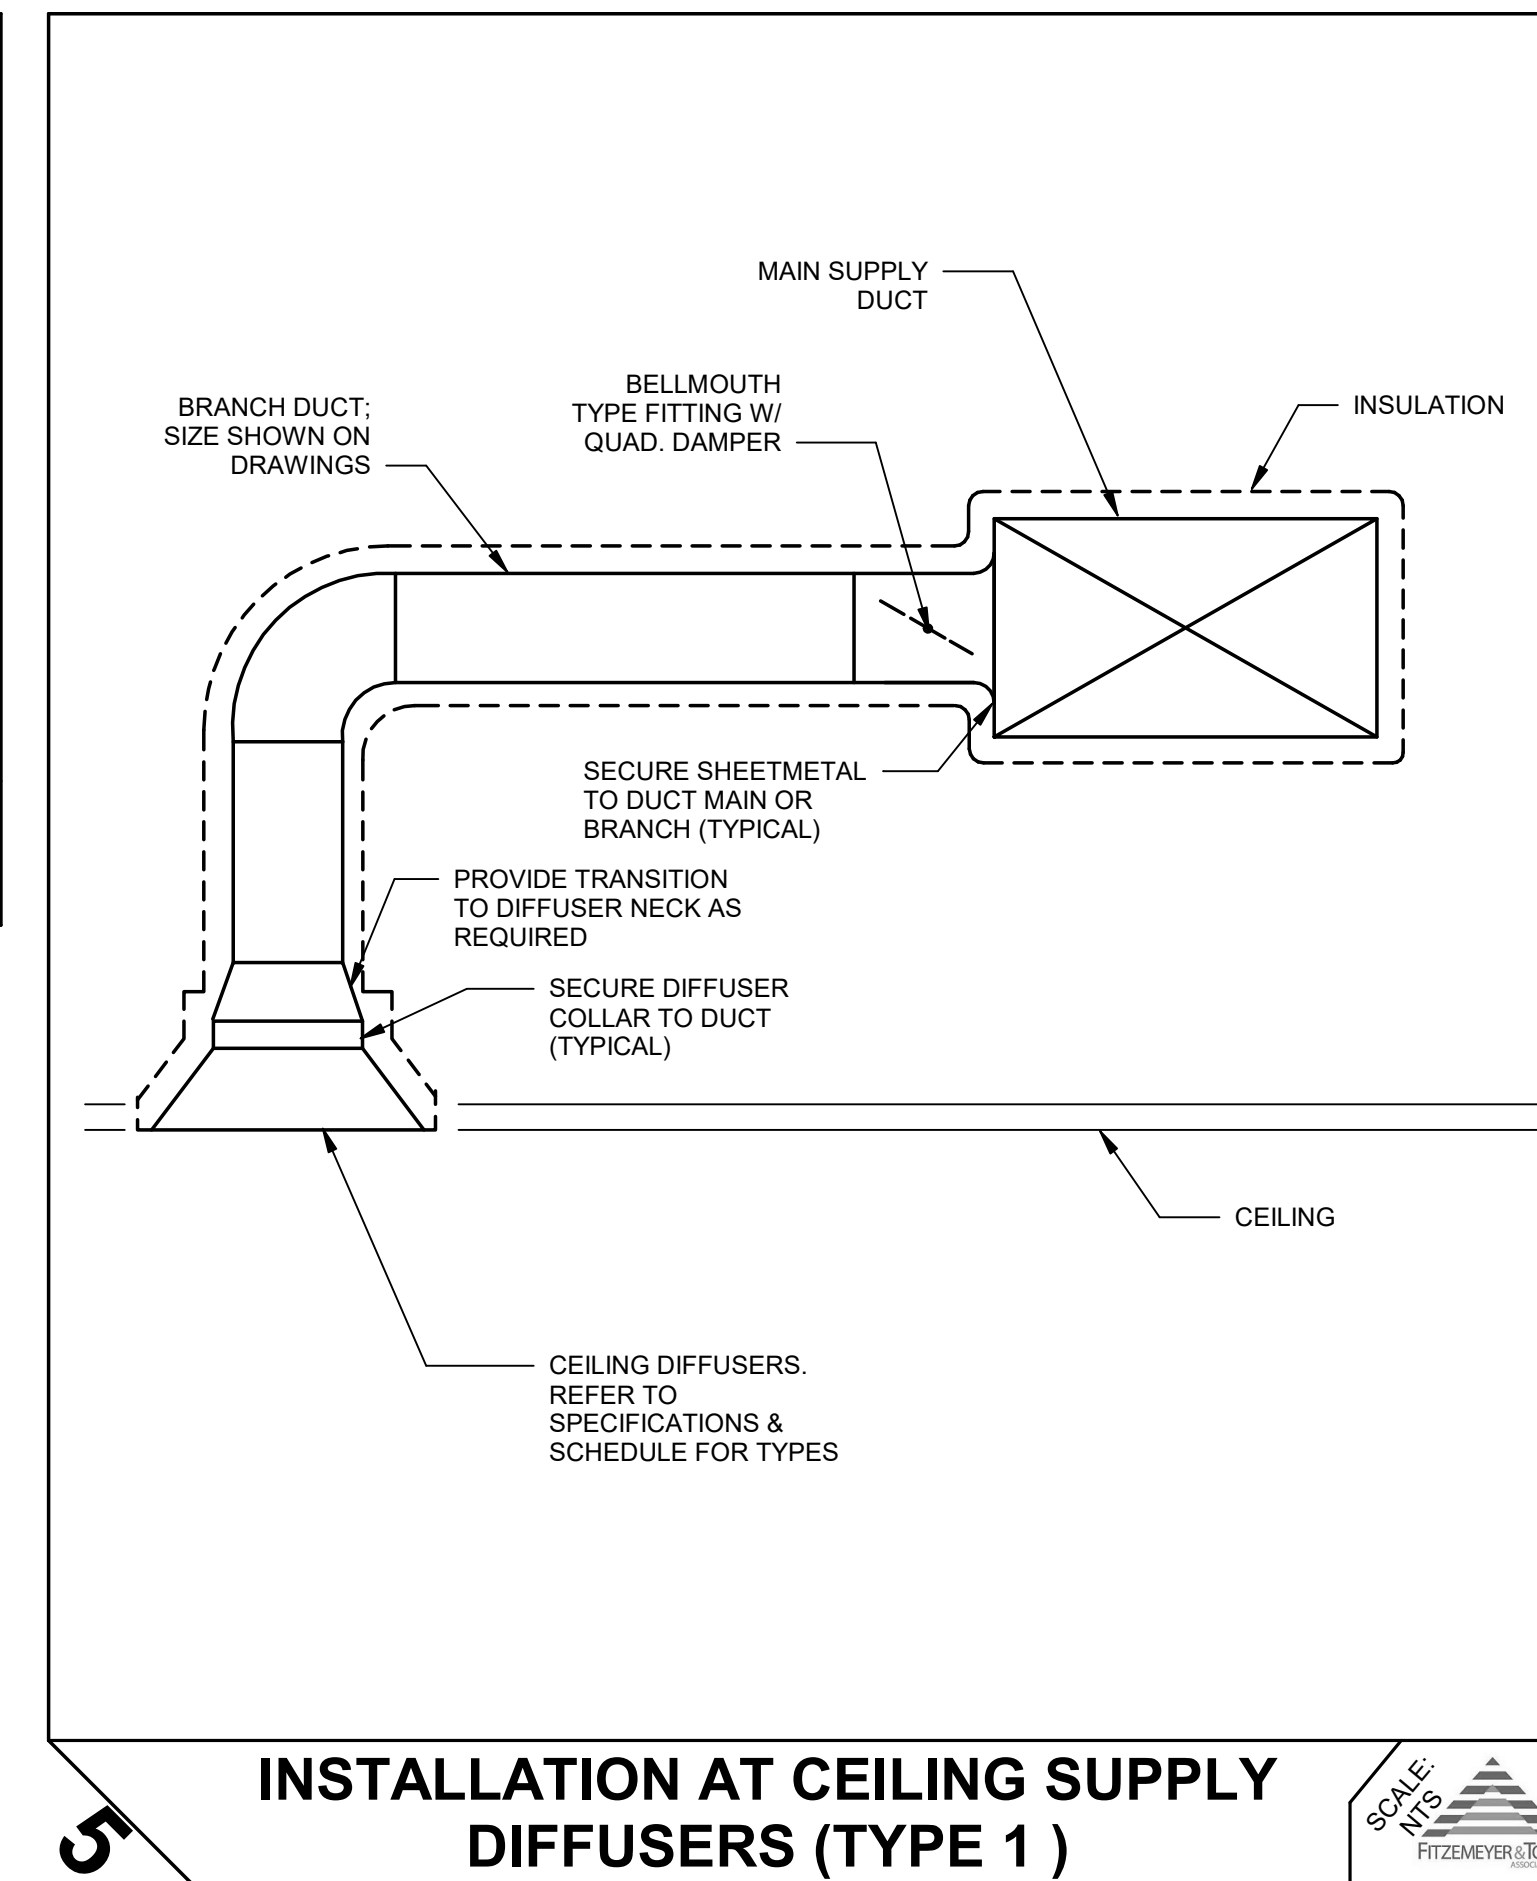 MAIN SUPPLY
DUCT
BELLMOUTH
TYPE FITTING W/
QUAD. DAMPER
BRANCH DUCT;
SIZE SHOWN ON
DRAWINGS
INSULATION
SECURE SHEETMETAL
TO DUCT MAIN OR
BRANCH (TYPICAL)
PROVIDE TRANSITION
TO DIFFUSER NECK AS
REQUIRED
SECURE DIFFUSER
COLLAR TO DUCT
(TYPICAL)
CEILING
CEILING DIFFUSERS.
REFER TO
SPECIFICATIONS &
SCHEDULE FOR TYPES
5
INSTALLATION AT CEILING SUPPLY
DIFFUSERS (TYPE 1 )
SCALE:
NTS
FITZEMEYER &